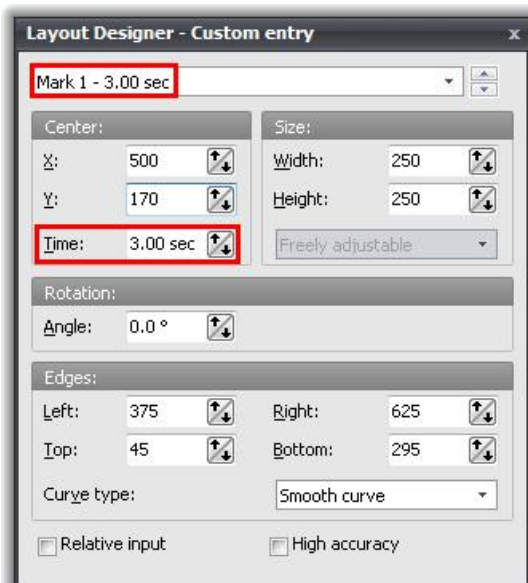 Layout Designer - Custom entry x
Mark 1 - 3.00 sec
Center: Size:
X: 500 Width: 250
Y: 170 Height: 250
Time: 3.00 sec Freely adjustable
Rotation:
Angle: 0.0 °
Edges:
Left: 375 Right: 625
Top: 45 Bottom: 295
Curve type: Smooth curve
Relative input High accuracy